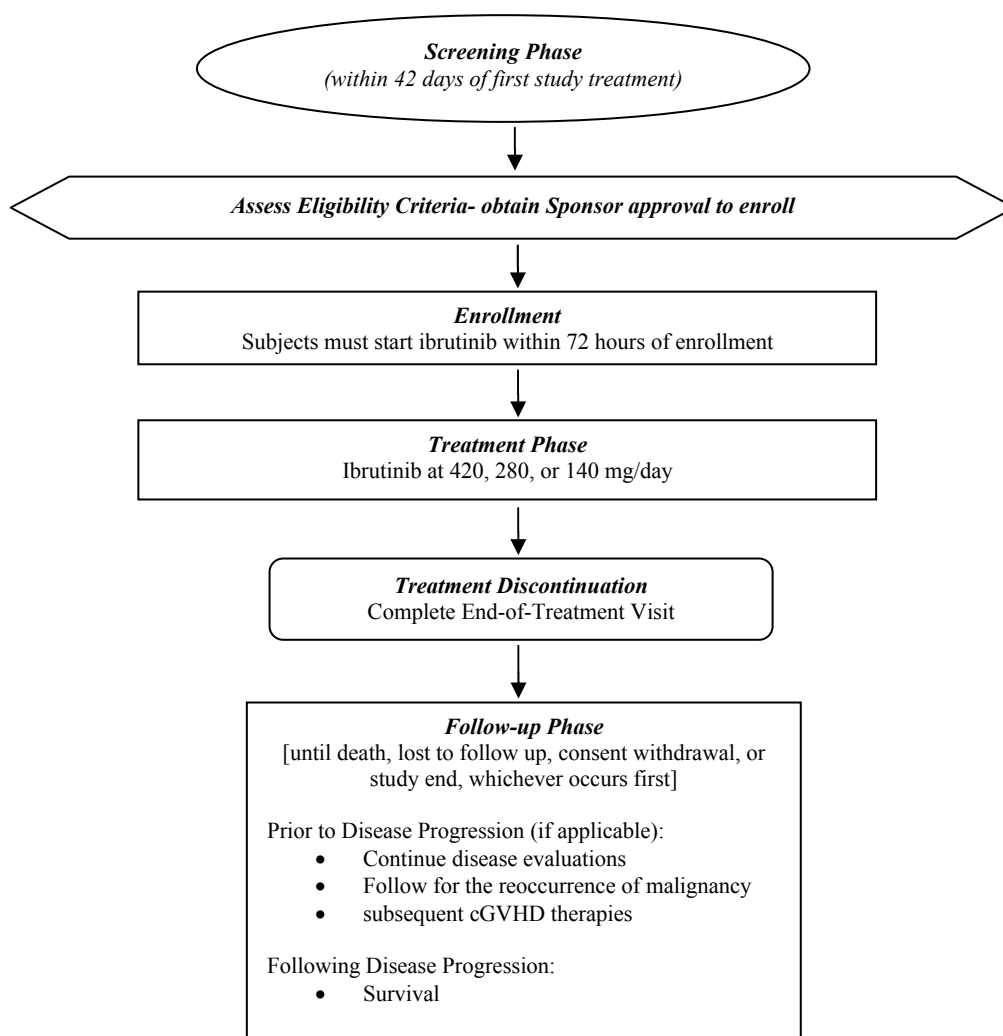 Screening Phase
(within 42 days of first study treatment)
Assess Eligibility Criteria- obtain Sponsor approval to enroll
Enrollment
Subjects must start ibrutinib within 72 hours of enrollment
Treatment Phase
Ibrutinib at 420, 280, or 140 mg/day
Treatment Discontinuation
Complete End-of-Treatment Visit
Follow-up Phase
[until death, lost to follow up, consent withdrawal, or
study end, whichever occurs first]
Prior to Disease Progression (if applicable):
• Continue disease evaluations
• Follow for the reoccurrence of malignancy
• subsequent cGVHD therapies
Following Disease Progression:
• Survival